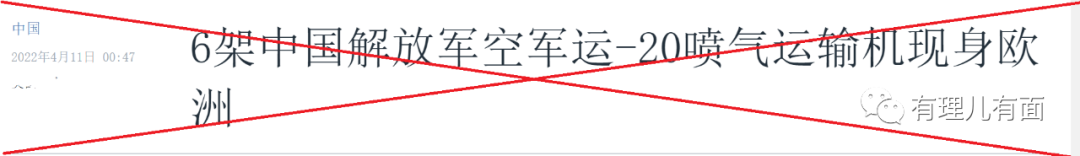 中国
2022年4月11日 00:47
6架中国解放军空军运-20喷气运输机现身欧
洲
有理儿有面